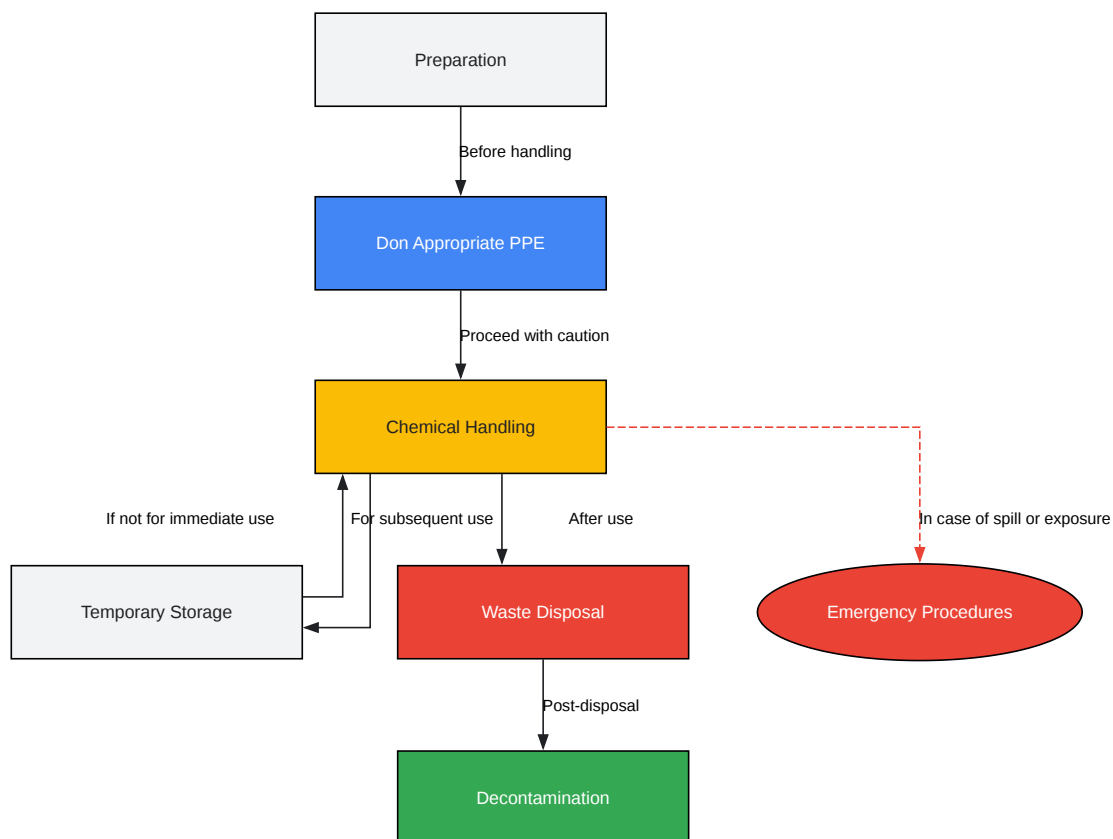 Preparation
Before handling
Don Appropriate PPE
Proceed with caution
Chemical Handling
If not for immediate use
For subsequent use
After use
In case of spill or exposure
Temporary Storage
Waste Disposal
Emergency Procedures
Post-disposal
Decontamination